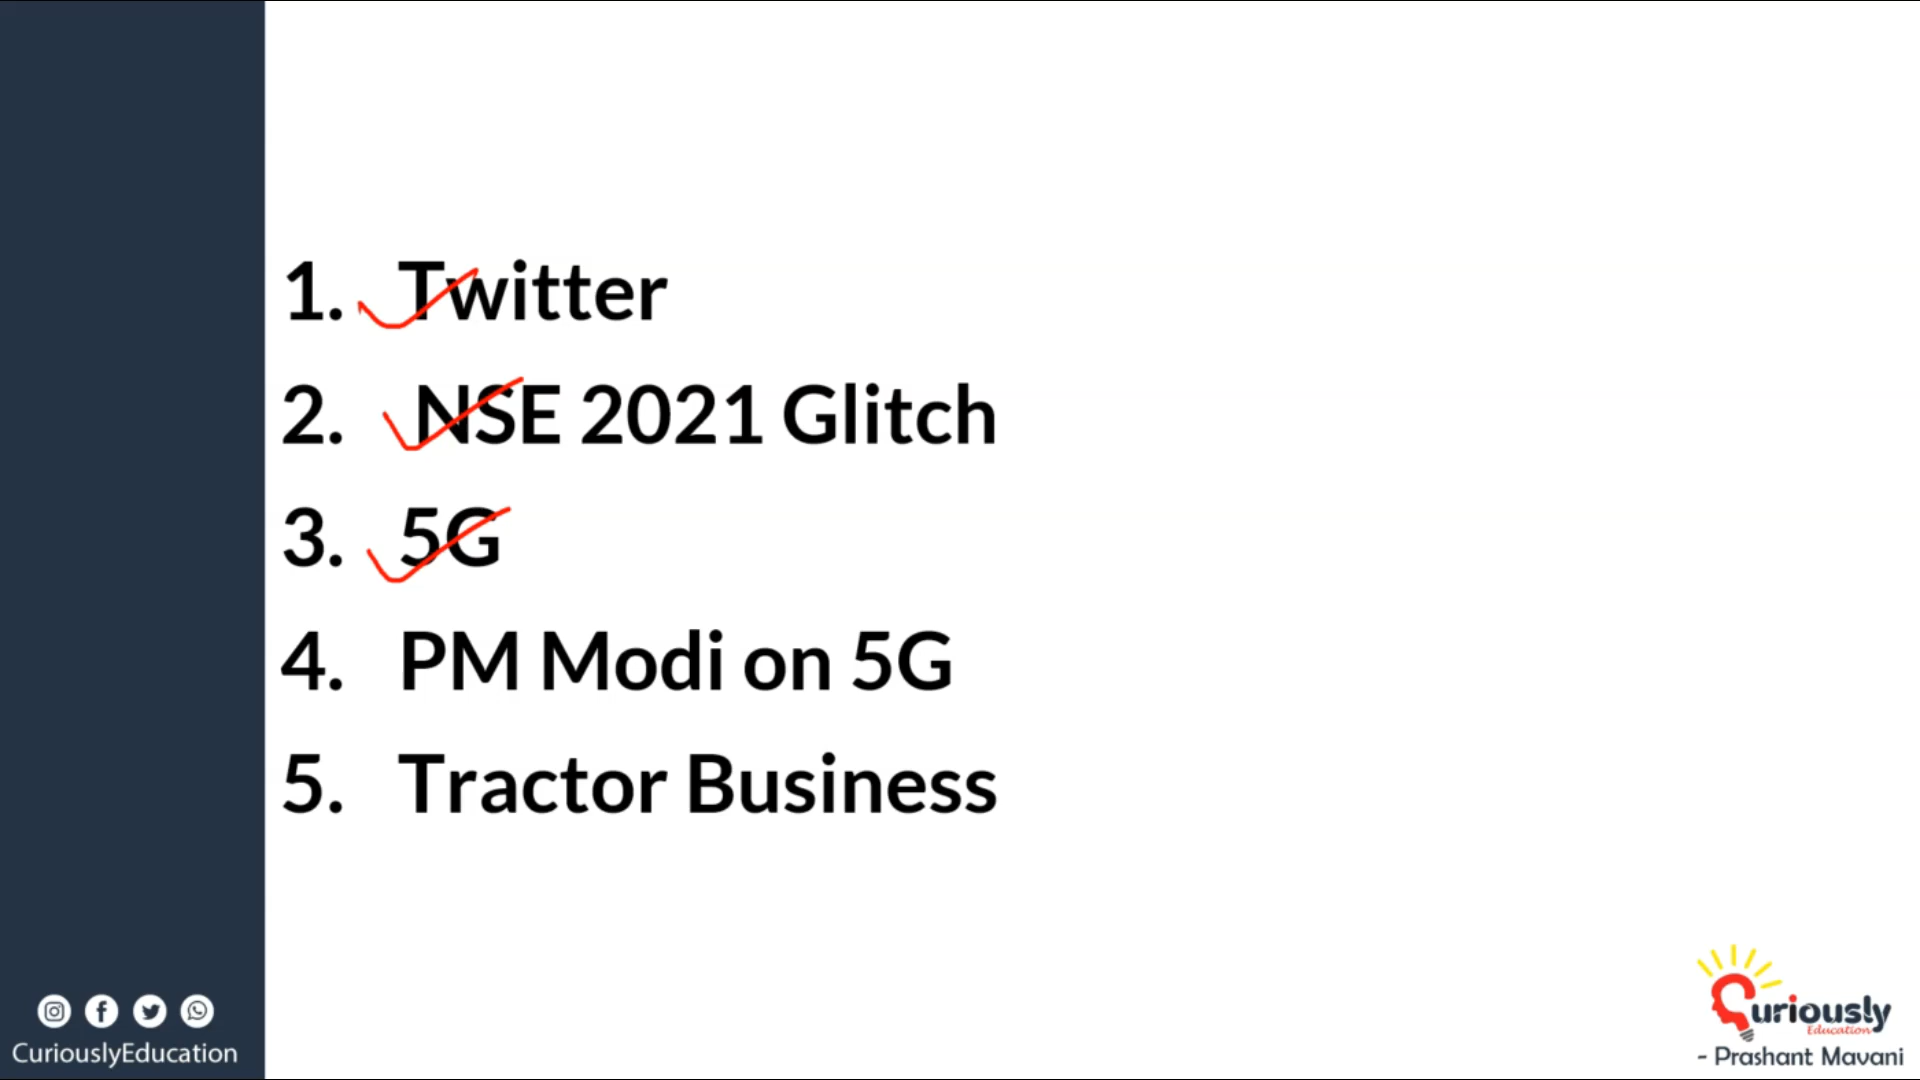 1. Twitter
2. NSE 2021 Glitch
3. 5G
4. PM Modi on 5G
5. Tractor Business
CuriouslyEducation
Curiously
Education
- Prashant Mavani